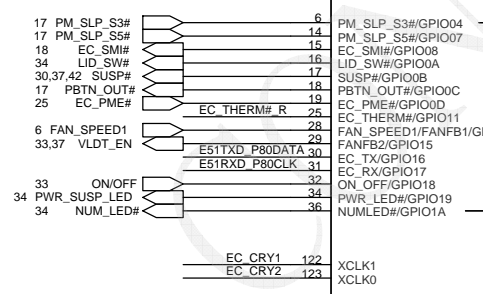 17 PM_SLP_S3# 6 PM_SLP_S3#/GPIO04
17 PM_SLP_S5# 14 PM_SLP_S5#/GPIO07
18 EC_SMI# 15 EC_SMI#/GPIO08
34 LID_SW# 16 LID_SW#/GPIO0A
30,37,42 SUSP# 17 SUSP#/GPIO0B
17 PBTN_OUT# 18 PBTN_OUT#/GPIO0C
25 EC_PME# 19 EC_PME#/GPIO0D
EC_THERM#_R 25 EC_THERM#/GPIO11
6 FAN_SPEED1 28 FAN_SPEED1/FANFB1/GI
33,37 VLDT_EN 29 FANFB2/GPIO15
E51TXD_P80DATA 30 EC_TX/GPIO16
E51RXD_P80CLK 31 EC_RX/GPIO17
33 ON/OFF 32 ON_OFF/GPIO18
34 PWR_SUSP_LED 34 PWR_LED#/GPIO19
34 NUM_LED# 36 NUMLED#/GPIO1A
EC_CRY1 122 XCLK1
EC_CRY2 123 XCLK0